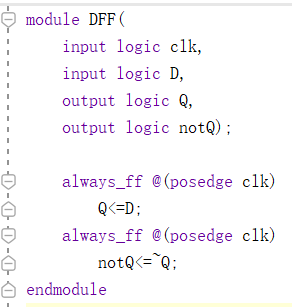 module DFF(
input logic clk,
input logic D,
output logic Q,
output logic notQ);
always_ff @(posedge clk)
Q<=D;
always_ff @(posedge clk)
notQ<=~Q;
endmodule